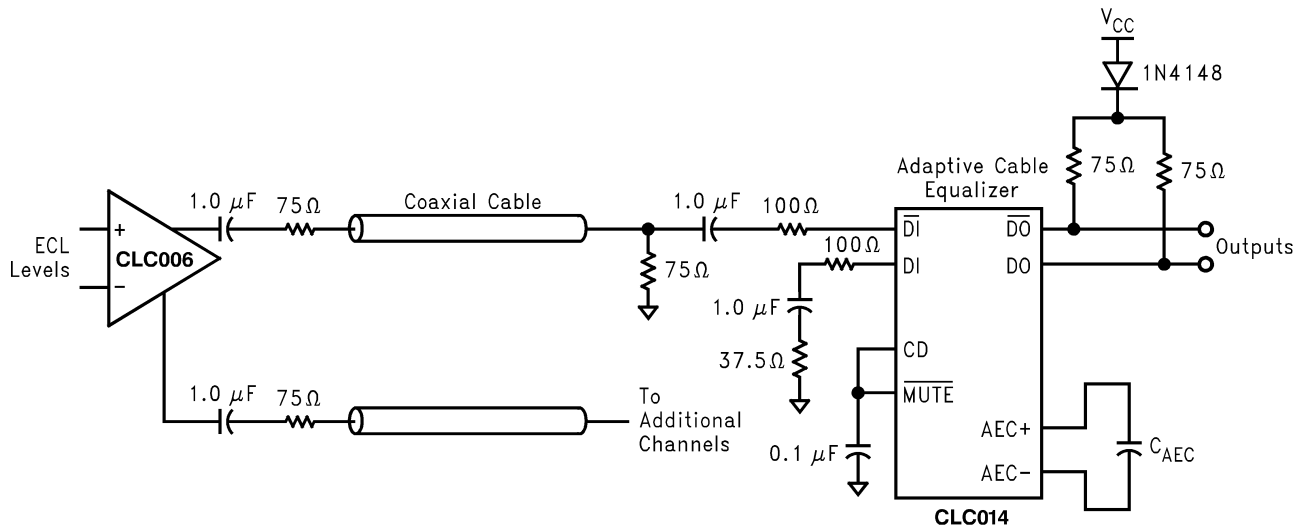 V_CC
1N4148
75Ω
75Ω
Adaptive Cable
Equalizer
1.0 µF
75Ω
Coaxial Cable
1.0 µF
100Ω
DI̅
DO̅
ECL
Levels
+
CLC006
−
75Ω
100Ω
DI
DO
Outputs
1.0 µF
37.5Ω
CD
M̅U̅T̅E̅
1.0 µF
75Ω
To
Additional
Channels
0.1 µF
AEC+
AEC−
C_AEC
CLC014